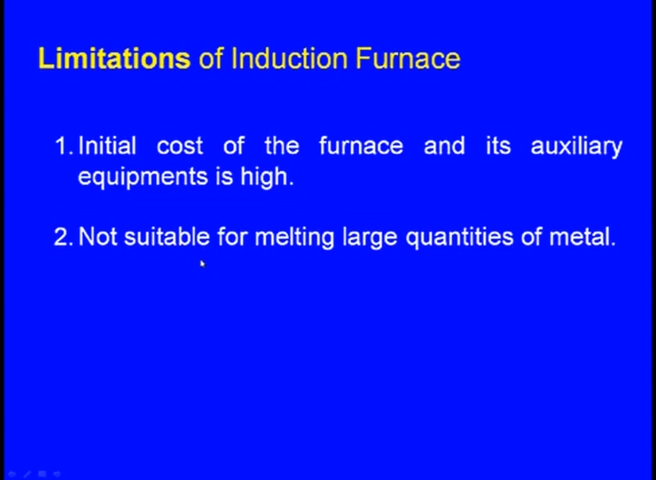 Limitations of Induction Furnace
1. Initial cost of the furnace and its auxiliary
equipments is high.
2. Not suitable for melting large quantities of metal.